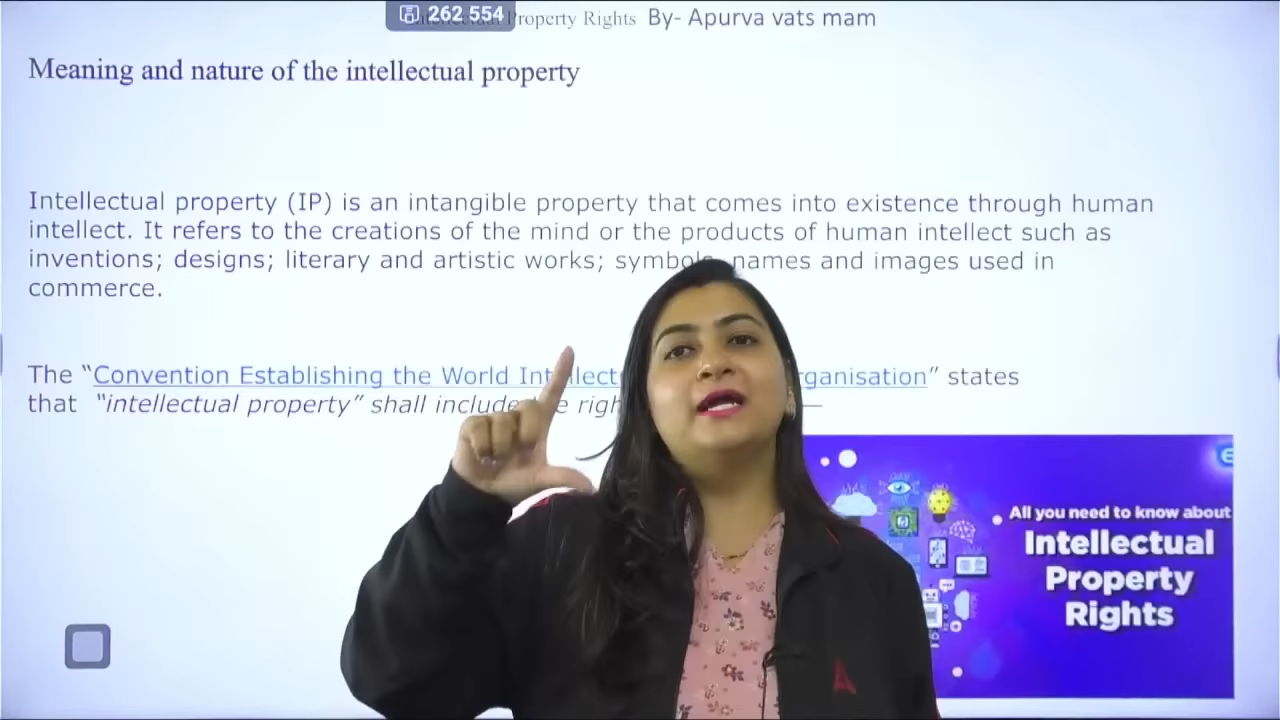 262 554
Property Rights By- Apurva vats mam
Meaning and nature of the intellectual property
Intellectual property (IP) is an intangible property that comes into existence through human
intellect. It refers to the creations of the mind or the products of human intellect such as
inventions; designs; literary and artistic works; symbols, names and images used in
commerce.
The “Convention Establishing the World Organisation” states
that “intellectual property” shall include
All you need to know about
Intellectual
Property
Rights